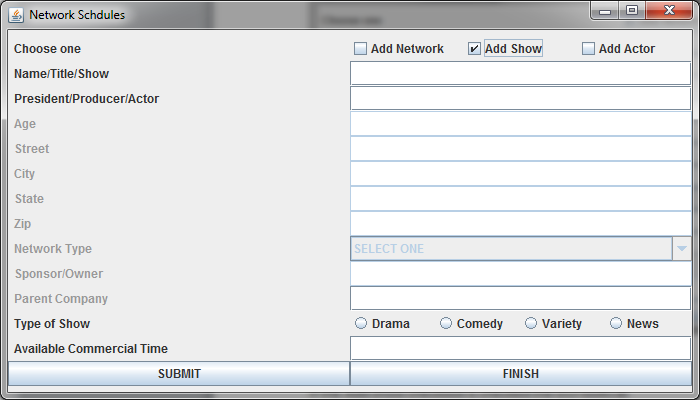 Network Schdules
Choose one Add Network Add Show Add Actor
Name/Title/Show
President/Producer/Actor
Age
Street
City
State
Zip
Network Type SELECT ONE
Sponsor/Owner
Parent Company
Type of Show Drama Comedy Variety News
Available Commercial Time
SUBMIT FINISH